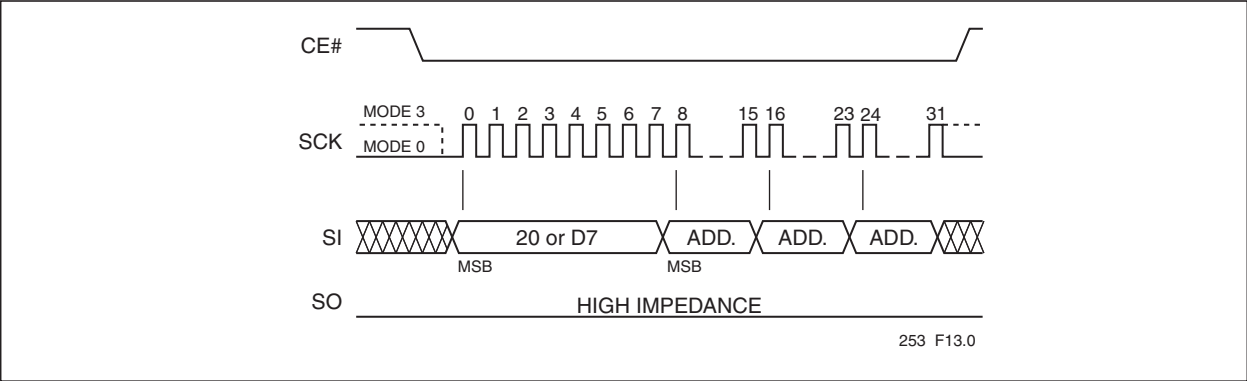 CE#
MODE 3
0 1 2 3 4 5 6 7 8 15 16 23 24 31
SCK
MODE 0
SI
20 or D7 ADD. ADD. ADD.
MSB MSB
SO
HIGH IMPEDANCE
253 F13.0